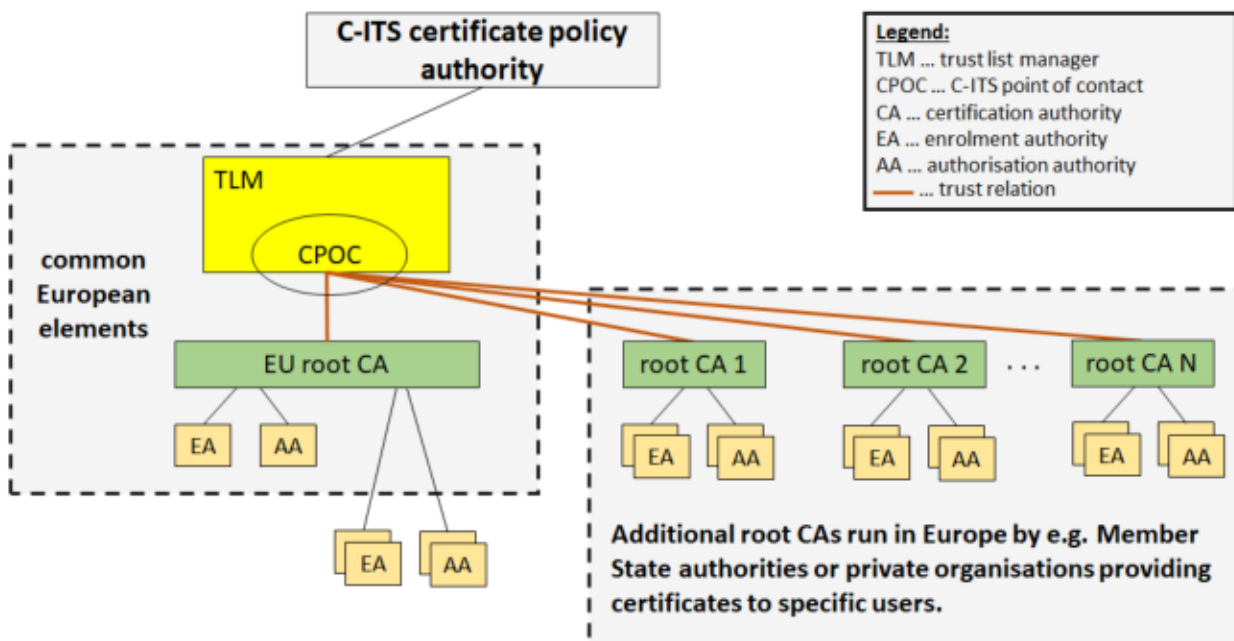 C-ITS certificate policy
authority
Legend:
TLM ... trust list manager
CPOC ... C-ITS point of contact
CA ... certification authority
EA ... enrolment authority
AA ... authorisation authority
... trust relation
TLM
CPOC
common
European
elements
EU root CA
root CA 1
root CA 2
...
root CA N
EA
AA
EA
AA
EA
AA
EA
AA
EA
AA
Additional root CAs run in Europe by e.g. Member
State authorities or private organisations providing
certificates to specific users.